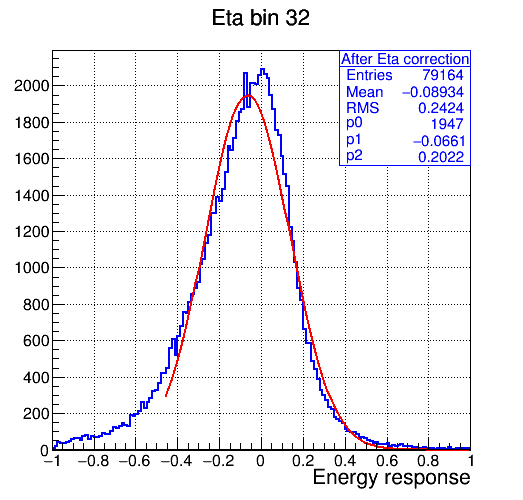 Eta bin 32
After Eta correction
Entries 79164
Mean −0.08934
RMS 0.2424
p0 1947
p1 −0.0661
p2 0.2022
2000
1800
1600
1400
1200
1000
800
600
400
200
0
−1 −0.8 −0.6 −0.4 −0.2 0 0.2 0.4 0.6 0.8 1
Energy response